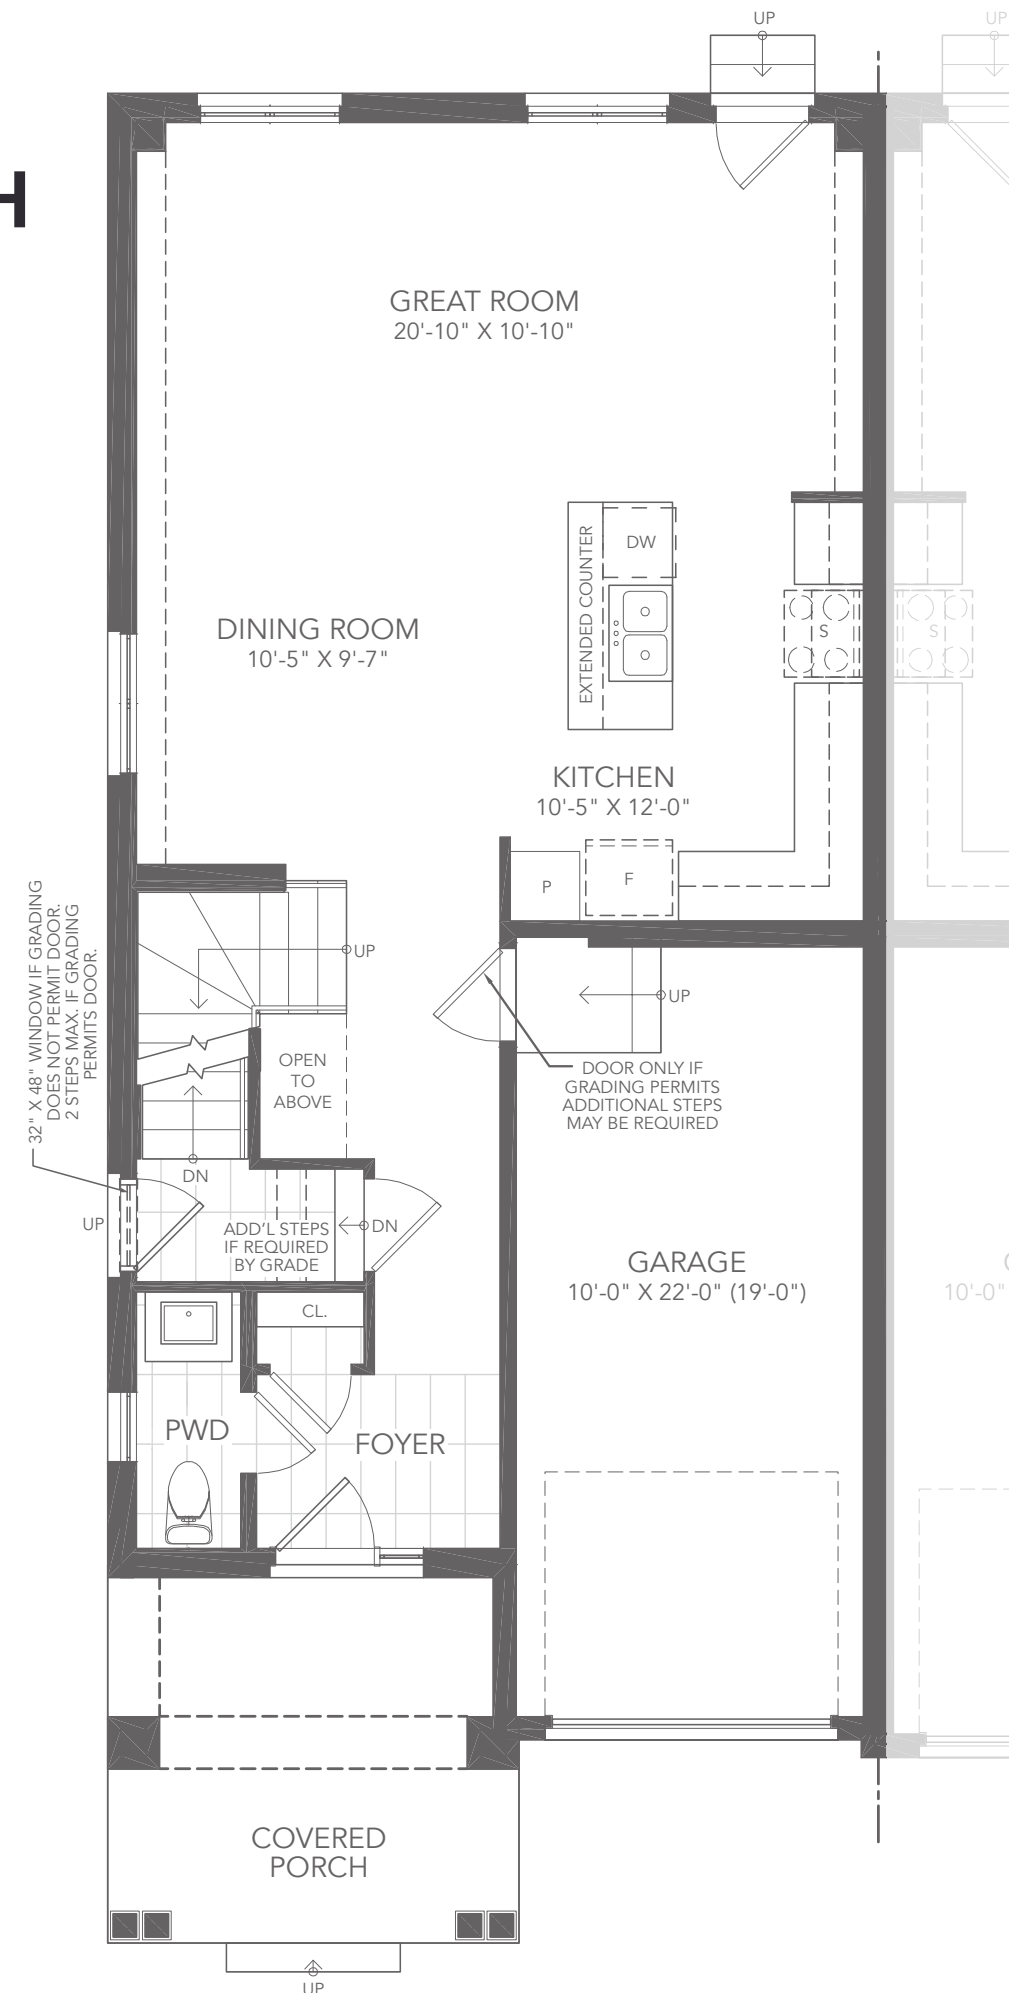 UP
UP
GREAT ROOM
20'-10" X 10'-10"
EXTENDED COUNTER
DW
S
S
DINING ROOM
10'-5" X 9'-7"
KITCHEN
10'-5" X 12'-0"
P
F
32" X 48" WINDOW IF GRADING
DOES NOT PERMIT DOOR.
2 STEPS MAX. IF GRADING
PERMITS DOOR.
UP
UP
OPEN
TO
ABOVE
DOOR ONLY IF
GRADING PERMITS
ADDITIONAL STEPS
MAY BE REQUIRED
DN
UP
ADD'L STEPS
IF REQUIRED
BY GRADE
DN
GARAGE
10'-0" X 22'-0" (19'-0")
10'-0"
CL.
PWD
FOYER
COVERED
PORCH
UP